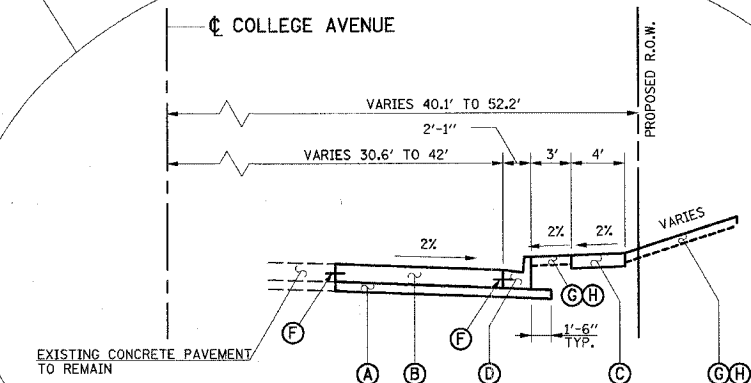 ℄ COLLEGE AVENUE
PROPOSED R.O.W.
VARIES 40.1' TO 52.2'
2'-1"
VARIES 30.6' TO 42'
3'
4'
2%
2%
2%
VARIES
G H
F
F
D
1'-6"
TYP.
EXISTING CONCRETE PAVEMENT
TO REMAIN
A
B
C
G H